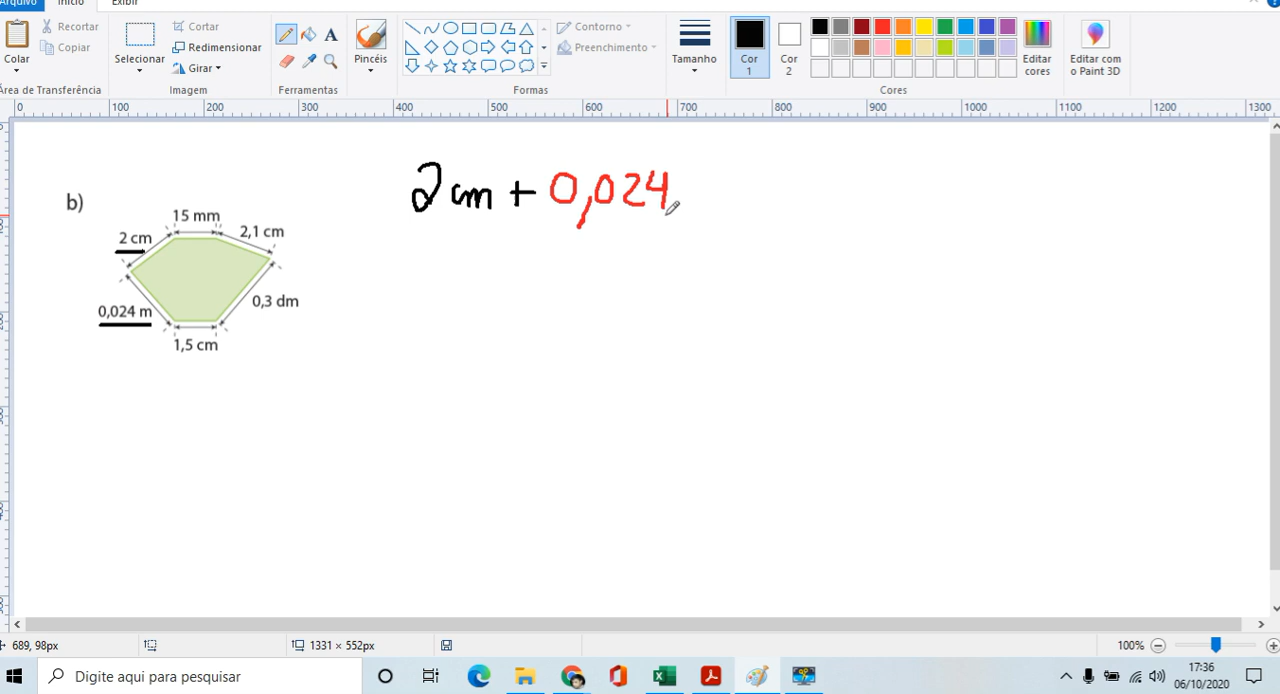 Arquivo Início Exibir
Colar
Recortar
Copiar
Área de Transferência
Selecionar
Cortar
Redimensionar
Girar
Imagem
A
Ferramentas
Pincéis
Contorno
Preenchimento
Formas
Tamanho
Cor 1
Cor 2
Editar cores
Cores
Editar com o Paint 3D
0 100 200 300 400 500 600 700 800 900 1000 1100 1200 1300
2 cm + 0,024
b)
15 mm
2 cm
2,1 cm
0,024 m
0,3 dm
1,5 cm
689, 98px
1331 × 552px
100%
Digite aqui para pesquisar
17:36
06/10/2020